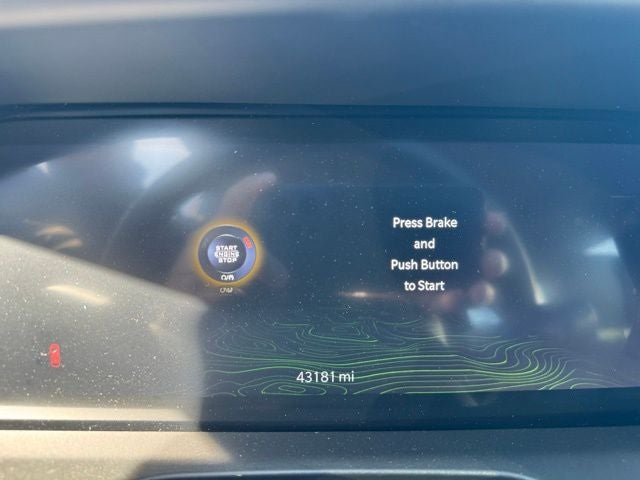 START
ENGINE
STOP
Press Brake
and
Push Button
to Start
43181 mi